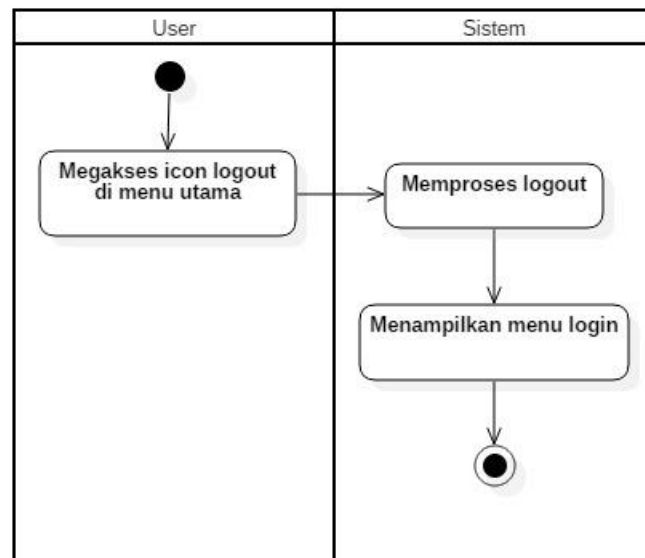 User
Sistem
Megakses icon logout
di menu utama
Memproses logout
Menampilkan menu login